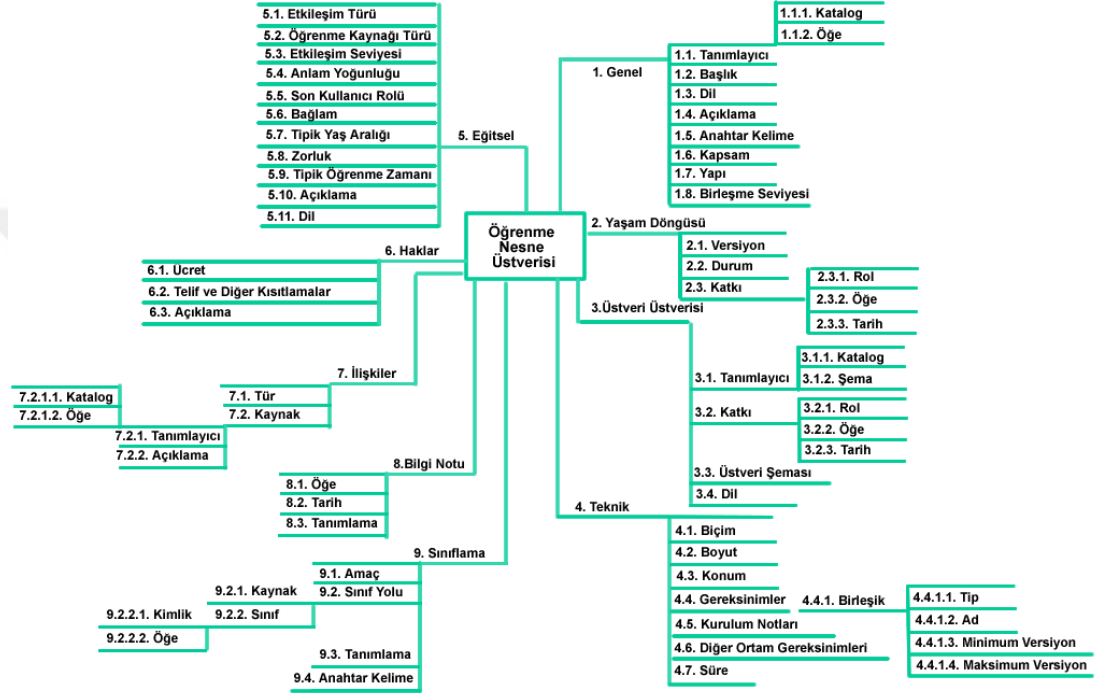 Öğrenme
Nesne
Üstverisi
1. Genel
1.1. Tanımlayıcı
1.1.1. Katalog
1.1.2. Öğe
1.2. Başlık
1.3. Dil
1.4. Açıklama
1.5. Anahtar Kelime
1.6. Kapsam
1.7. Yapı
1.8. Birleşme Seviyesi
2. Yaşam Döngüsü
2.1. Versiyon
2.2. Durum
2.3. Katkı
2.3.1. Rol
2.3.2. Öğe
2.3.3. Tarih
3.Üstveri Üstverisi
3.1. Tanımlayıcı
3.1.1. Katalog
3.1.2. Şema
3.2. Katkı
3.2.1. Rol
3.2.2. Öğe
3.2.3. Tarih
3.3. Üstveri Şeması
3.4. Dil
4. Teknik
4.1. Biçim
4.2. Boyut
4.3. Konum
4.4. Gereksinimler
4.4.1. Birleşik
4.4.1.1. Tip
4.4.1.2. Ad
4.4.1.3. Minimum Versiyon
4.4.1.4. Maksimum Versiyon
4.5. Kurulum Notları
4.6. Diğer Ortam Gereksinimleri
4.7. Süre
5. Eğitsel
5.1. Etkileşim Türü
5.2. Öğrenme Kaynağı Türü
5.3. Etkileşim Seviyesi
5.4. Anlam Yoğunluğu
5.5. Son Kullanıcı Rolü
5.6. Bağlam
5.7. Tipik Yaş Aralığı
5.8. Zorluk
5.9. Tipik Öğrenme Zamanı
5.10. Açıklama
5.11. Dil
6. Haklar
6.1. Ücret
6.2. Telif ve Diğer Kısıtlamalar
6.3. Açıklama
7. İlişkiler
7.1. Tür
7.2. Kaynak
7.2.1. Tanımlayıcı
7.2.1.1. Katalog
7.2.1.2. Öğe
7.2.2. Açıklama
8.Bilgi Notu
8.1. Öğe
8.2. Tarih
8.3. Tanımlama
9. Sınıflama
9.1. Amaç
9.2. Sınıf Yolu
9.2.1. Kaynak
9.2.2. Sınıf
9.2.2.1. Kimlik
9.2.2.2. Öğe
9.3. Tanımlama
9.4. Anahtar Kelime